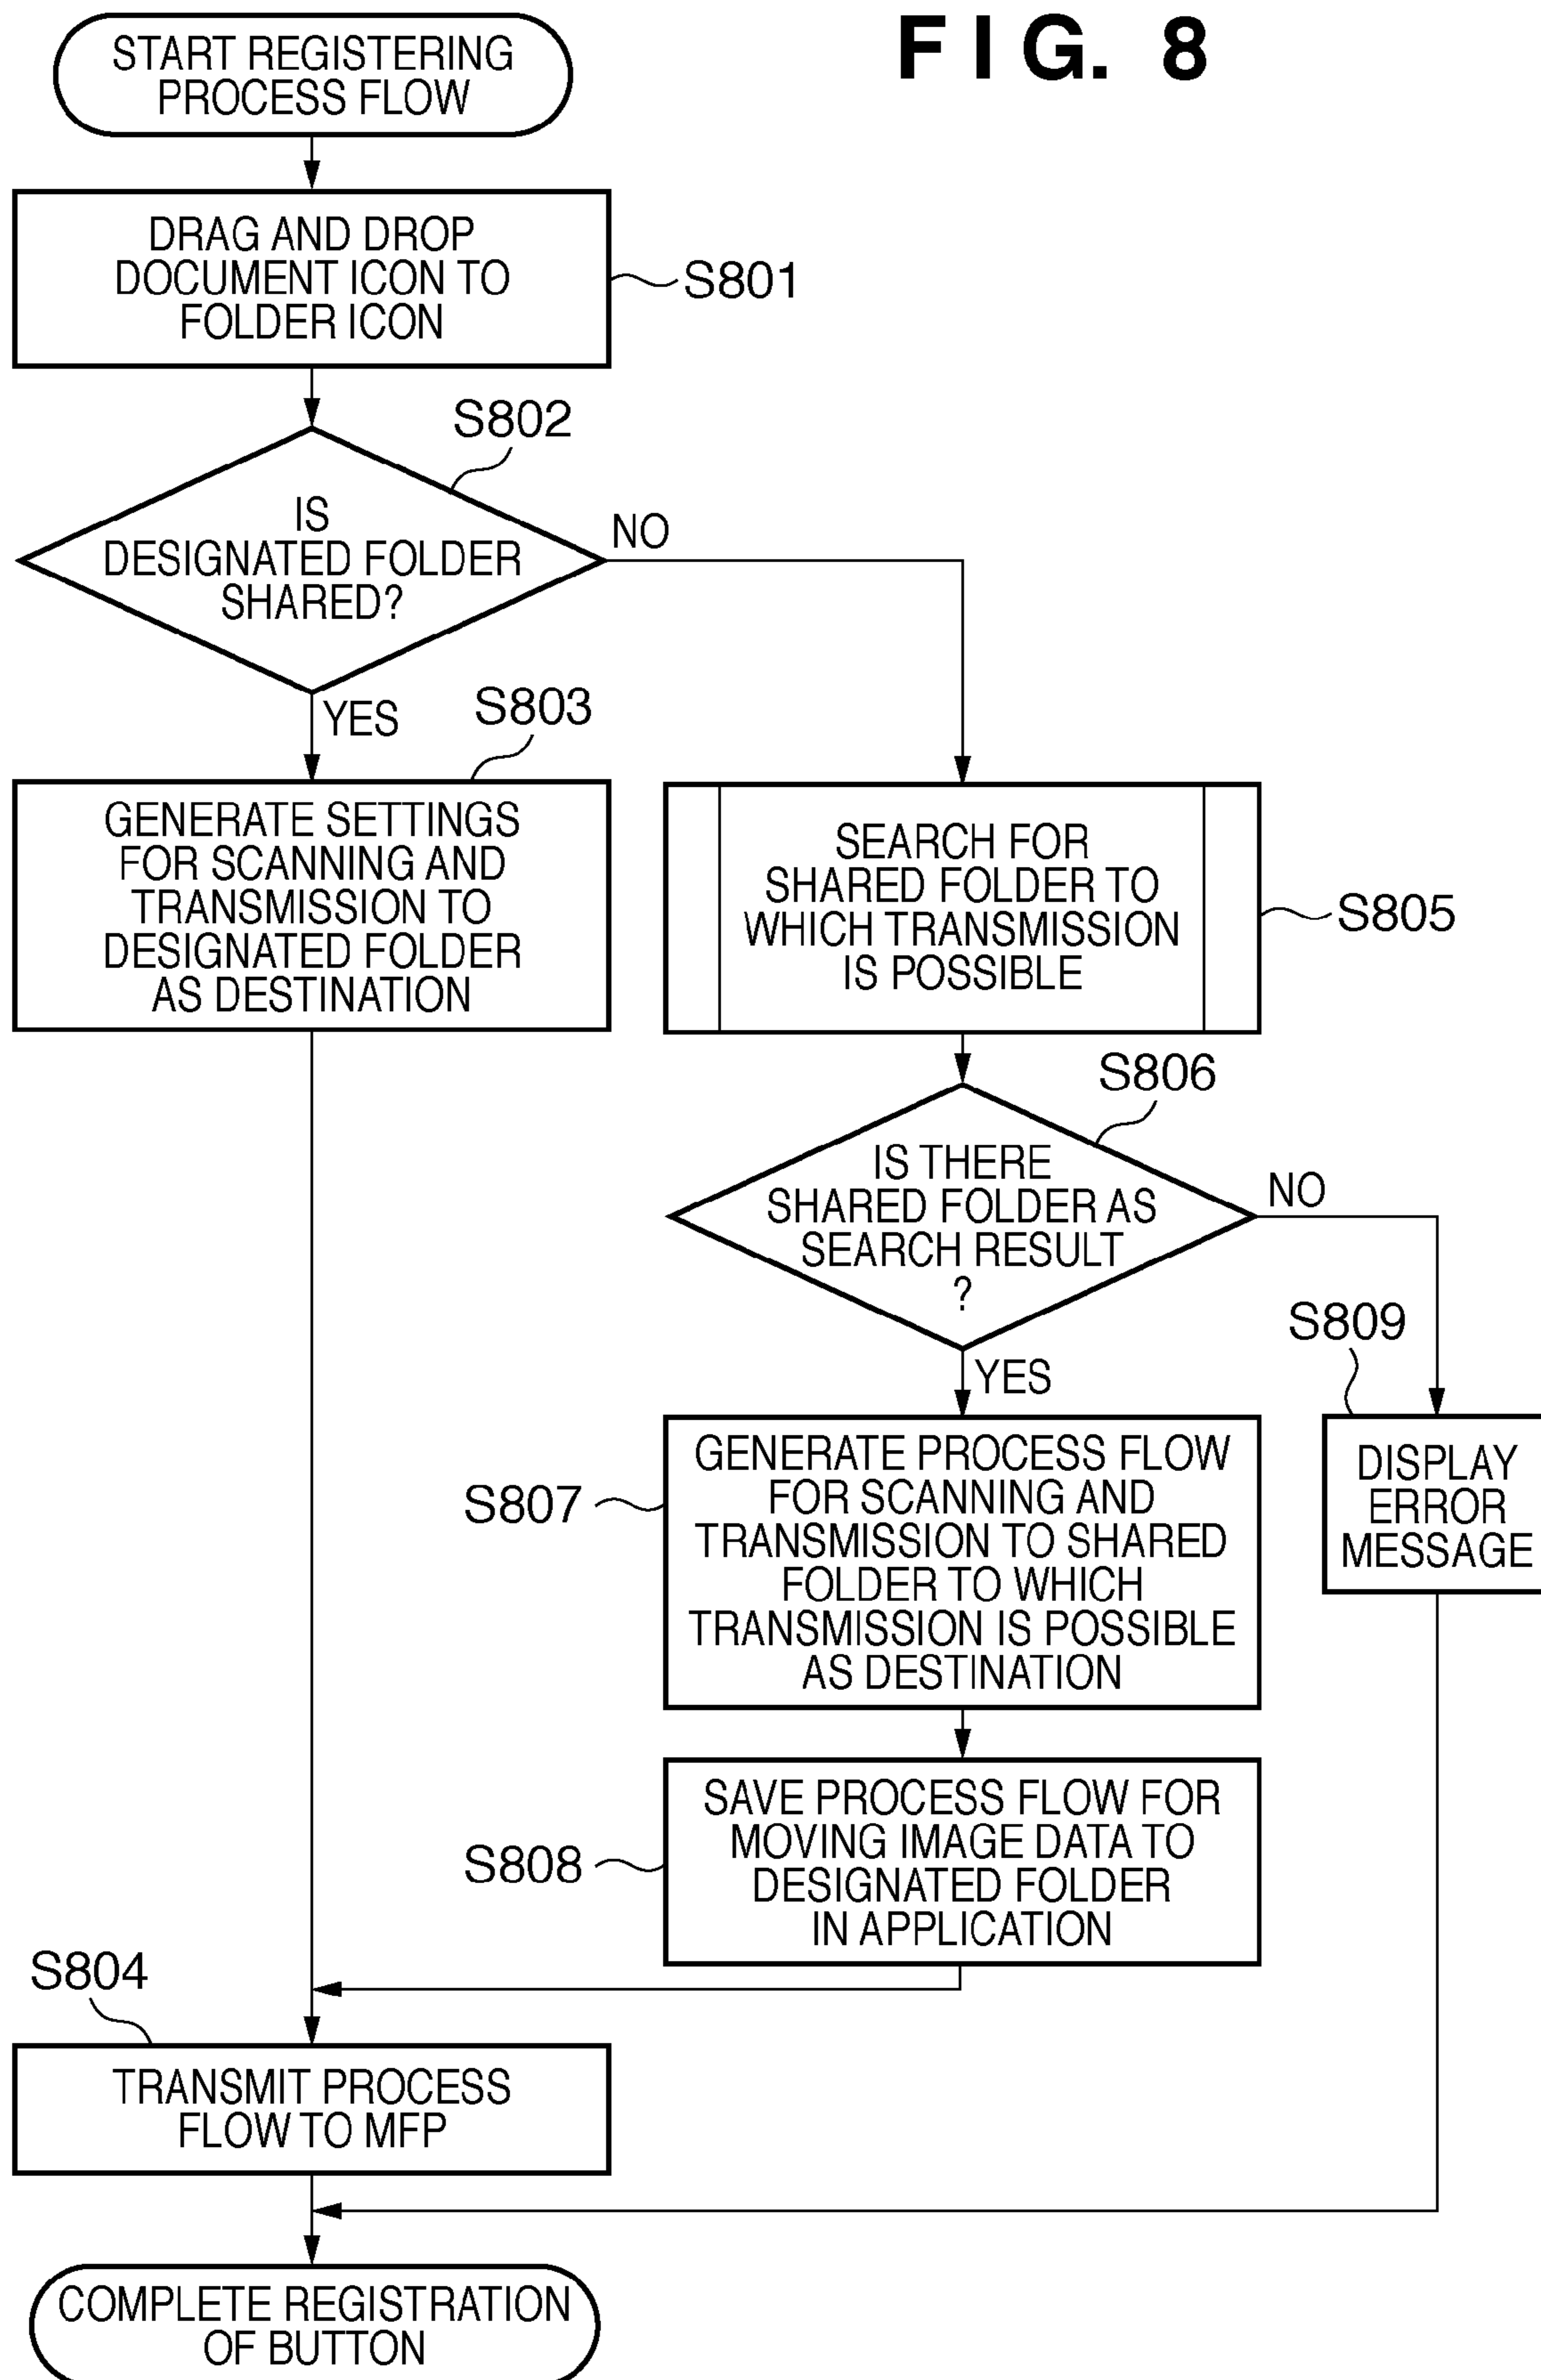 FIG. 8
START REGISTERING
PROCESS FLOW
DRAG AND DROP
DOCUMENT ICON TO
FOLDER ICON
S801
S802
IS
DESIGNATED FOLDER
SHARED?
NO
YES
S803
GENERATE SETTINGS
FOR SCANNING AND
TRANSMISSION TO
DESIGNATED FOLDER
AS DESTINATION
SEARCH FOR
SHARED FOLDER TO
WHICH TRANSMISSION
IS POSSIBLE
S805
S806
IS THERE
SHARED FOLDER AS
SEARCH RESULT
?
NO
YES
S809
DISPLAY
ERROR
MESSAGE
S807
GENERATE PROCESS FLOW
FOR SCANNING AND
TRANSMISSION TO SHARED
FOLDER TO WHICH
TRANSMISSION IS POSSIBLE
AS DESTINATION
S808
SAVE PROCESS FLOW FOR
MOVING IMAGE DATA TO
DESIGNATED FOLDER
IN APPLICATION
S804
TRANSMIT PROCESS
FLOW TO MFP
COMPLETE REGISTRATION
OF BUTTON